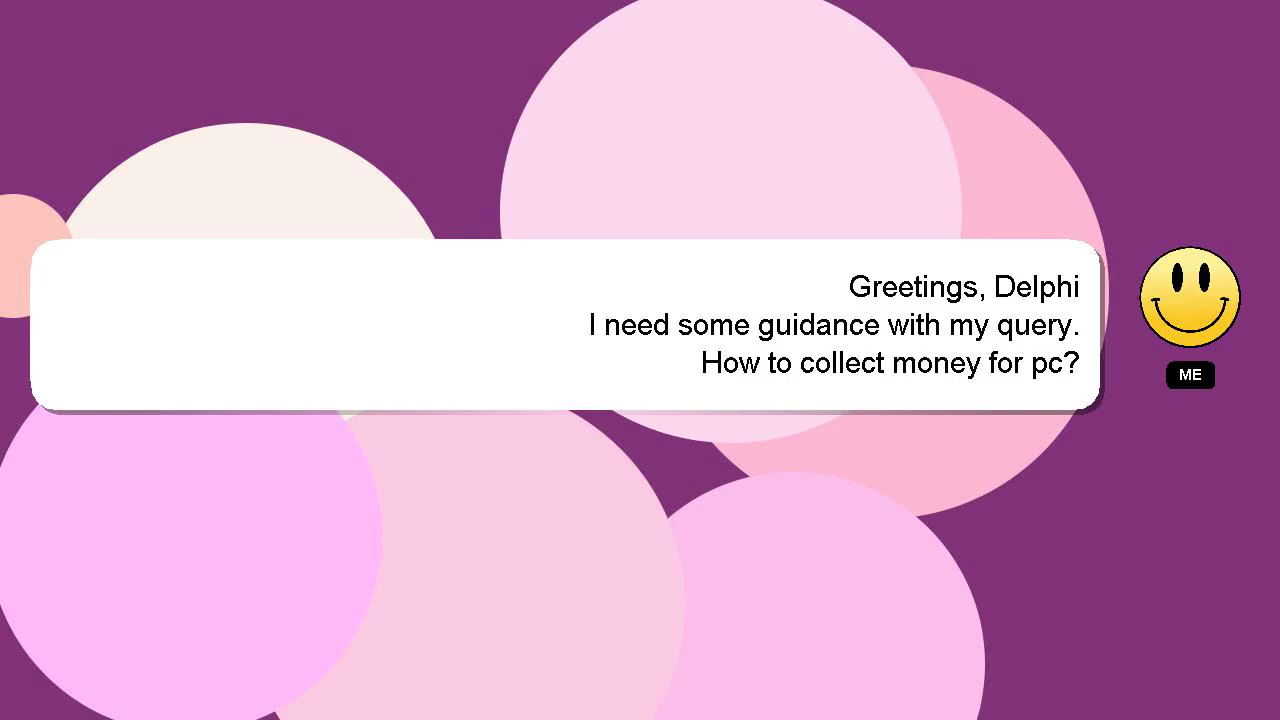 Greetings, Delphi
I need some guidance with my query.
How to collect money for pc?
ME